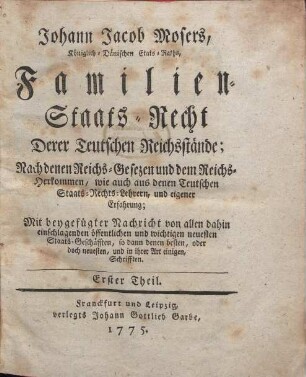 Johann Jacob Mosers,
Königlich-Dänischen Etats-Raths,
Familien-
Staats-Recht
Derer Teutschen Reichsstände;
Nach denen Reichs-Gesezen und dem Reichs-
Herkommen, wie auch aus denen Teutschen
Staats-Rechts-Lehrern, und eigener
Erfahrung;
Mit beygefügter Nachricht von allen dahin
einschlagenden öffentlichen und wichtigen neuesten
Staats-Geschäfften, so dann denen besten, oder
doch neuesten, und in ihrer Art einigen,
Schrifften.
Erster Theil.
Franckfurt und Leipzig,
verlegts Johann Gottlieb Garbe,
1775.